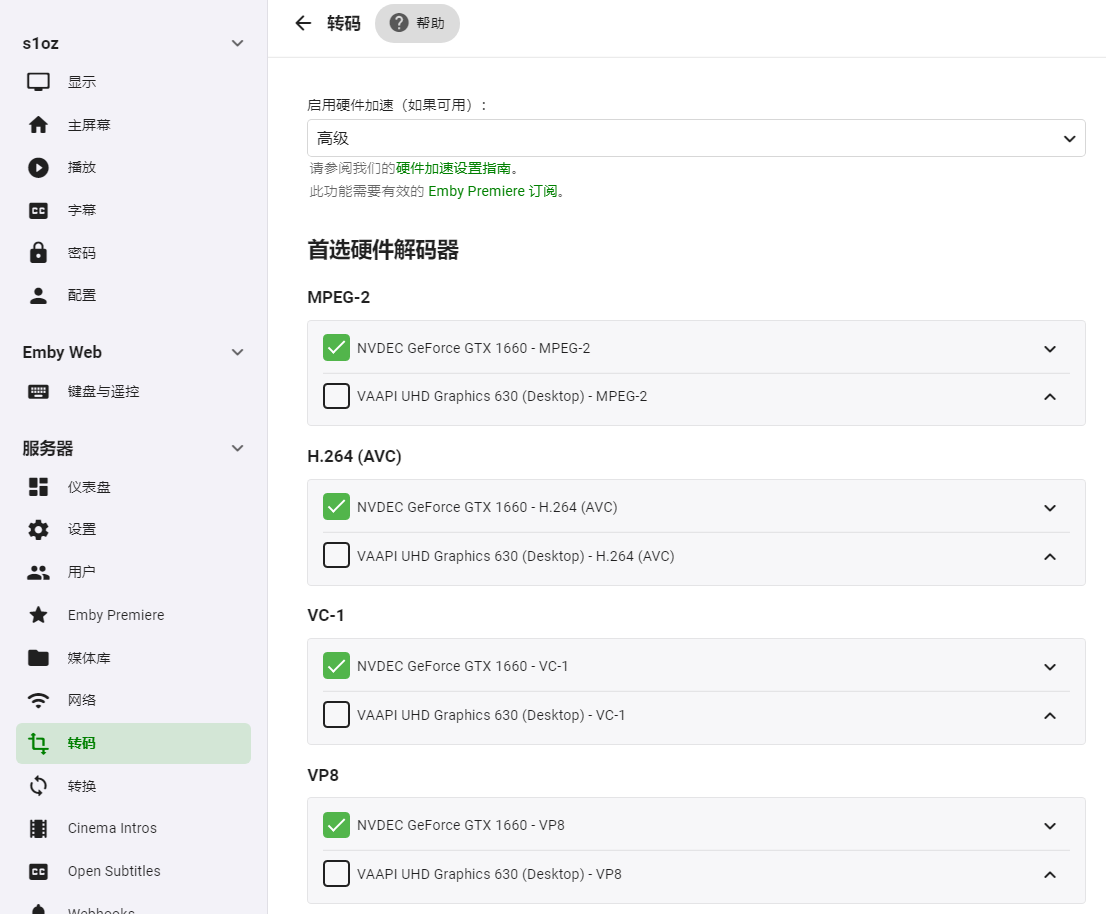 s1oz
显示
主屏幕
播放
字幕
密码
配置
Emby Web
键盘与遥控
服务器
仪表盘
设置
用户
Emby Premiere
媒体库
网络
转码
转换
Cinema Intros
Open Subtitles
Webhooks
转码
帮助
启用硬件加速（如果可用）:
高级
请参阅我们的硬件加速设置指南。
此功能需要有效的 Emby Premiere 订阅。
首选硬件解码器
MPEG-2
NVDEC GeForce GTX 1660 - MPEG-2
VAAPI UHD Graphics 630 (Desktop) - MPEG-2
H.264 (AVC)
NVDEC GeForce GTX 1660 - H.264 (AVC)
VAAPI UHD Graphics 630 (Desktop) - H.264 (AVC)
VC-1
NVDEC GeForce GTX 1660 - VC-1
VAAPI UHD Graphics 630 (Desktop) - VC-1
VP8
NVDEC GeForce GTX 1660 - VP8
VAAPI UHD Graphics 630 (Desktop) - VP8